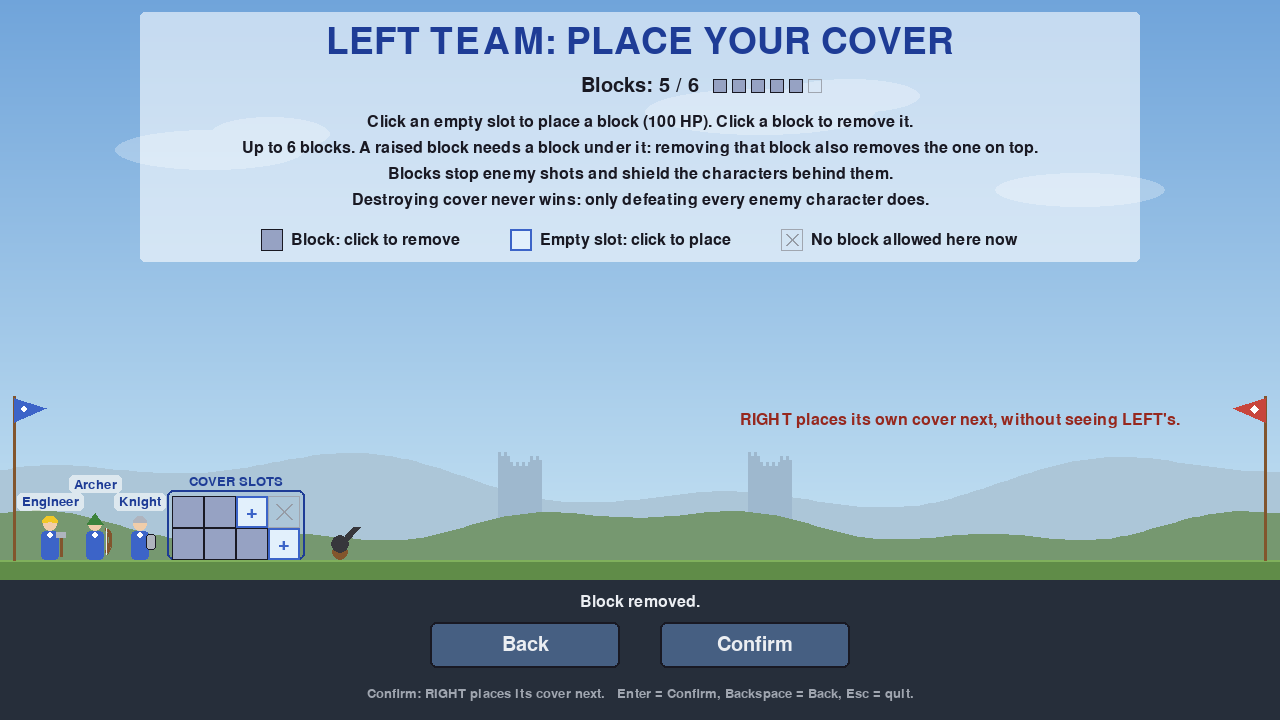 LEFT TEAM: PLACE YOUR COVER
Blocks: 5 / 6
Click an empty slot to place a block (100 HP). Click a block to remove it.
Up to 6 blocks. A raised block needs a block under it: removing that block also removes the one on top.
Blocks stop enemy shots and shield the characters behind them.
Destroying cover never wins: only defeating every enemy character does.
Block: click to remove
Empty slot: click to place
No block allowed here now
RIGHT places its own cover next, without seeing LEFT's.
COVER SLOTS
Archer
Engineer
Knight
+
+
Block removed.
Back
Confirm
Confirm: RIGHT places its cover next. Enter = Confirm, Backspace = Back, Esc = quit.